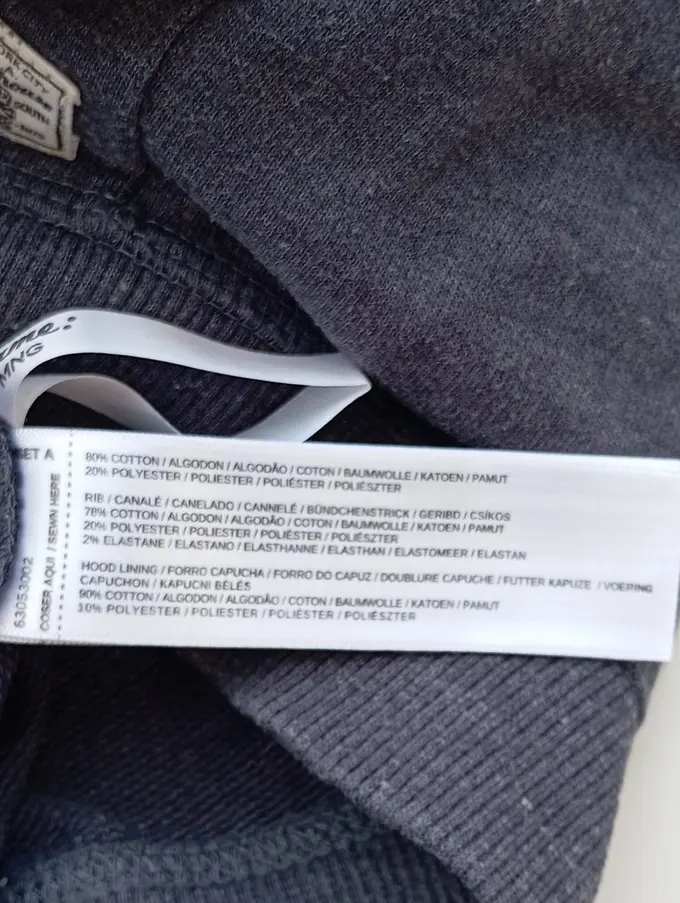 ORK CITY
SOUTH
MNG
SET A
63053002
COSER AQUI / SEWN HERE
80% COTTON / ALGODON / ALGODÃO / COTON / BAUMWOLLE / KATOEN / PAMUT
20% POLYESTER / POLIESTER / POLIÉSTER / POLIÉSZTER
RIB / CANALÉ / CANELADO / CANNELÉ / BÜNDCHENSTRICK / GERIBD / CSÍKOS
78% COTTON / ALGODON / ALGODÃO / COTON / BAUMWOLLE / KATOEN / PAMUT
20% POLYESTER / POLIESTER / POLIÉSTER / POLIÉSZTER
2% ELASTANE / ELASTANO / ELASTHANNE / ELASTHAN / ELASTOMEER / ELASTAN
HOOD LINING / FORRO CAPUCHA / FORRO DO CAPUZ / DOUBLURE CAPUCHE / FUTTER KAPUZE / VOERING
CAPUCHON / KAPUCNI BÉLÉS
90% COTTON / ALGODON / ALGODÃO / COTON / BAUMWOLLE / KATOEN / PAMUT
10% POLYESTER / POLIESTER / POLIÉSTER / POLIÉSZTER